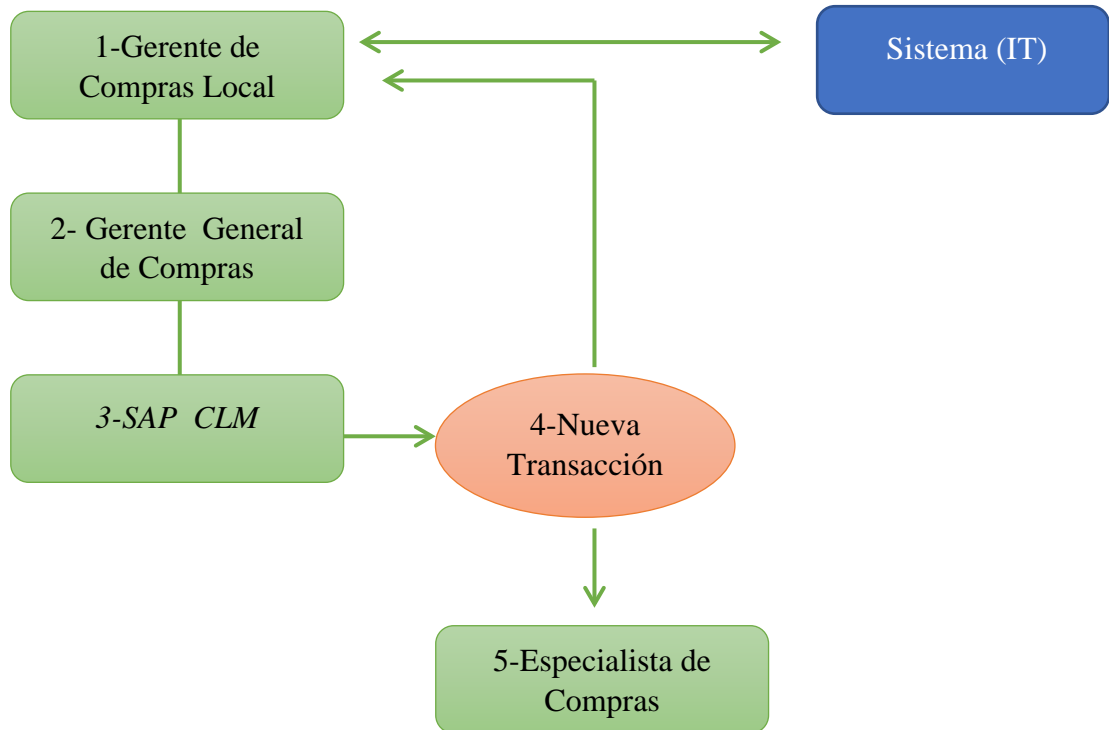 1-Gerente de
Compras Local
Sistema (IT)
2- Gerente  General
de Compras
3-SAP  CLM
4-Nueva
Transacción
5-Especialista de
Compras